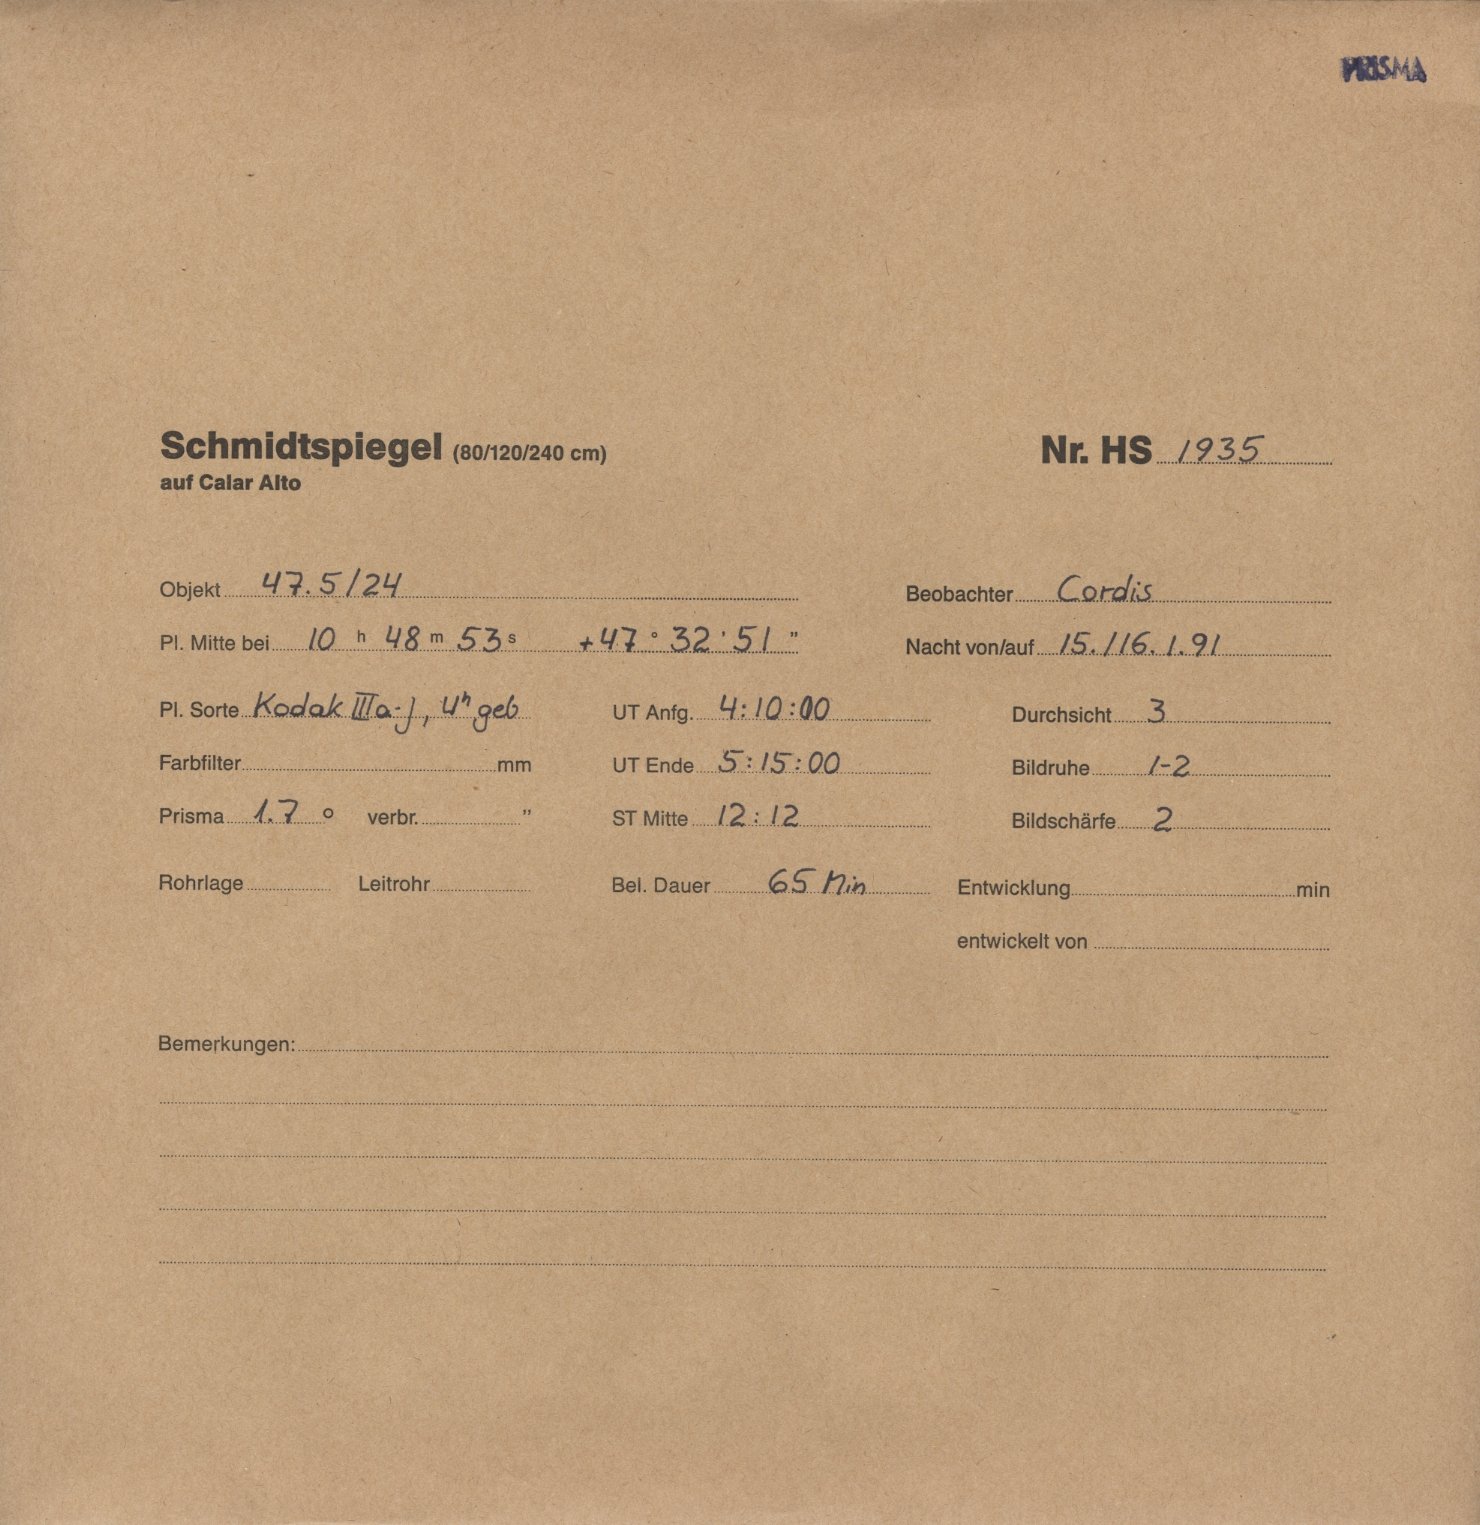 PRISMA
Schmidtspiegel (80/120/240 cm) Nr. HS 1935
auf Calar Alto
Objekt 47.5/24 Beobachter Cordis
Pl. Mitte bei 10 h 48 m 53 s +47 ° 32 ' 51 " Nacht von/auf 15./16.1.91
Pl. Sorte Kodak IIIa-j, 4h geb UT Anfg. 4:10:00 Durchsicht 3
Farbfilter mm UT Ende 5:15:00 Bildruhe 1-2
Prisma 1.7 ° verbr. " ST Mitte 12:12 Bildschärfe 2
Rohrlage Leitrohr Bel. Dauer 65 Min Entwicklung min
entwickelt von
Bemerkungen: